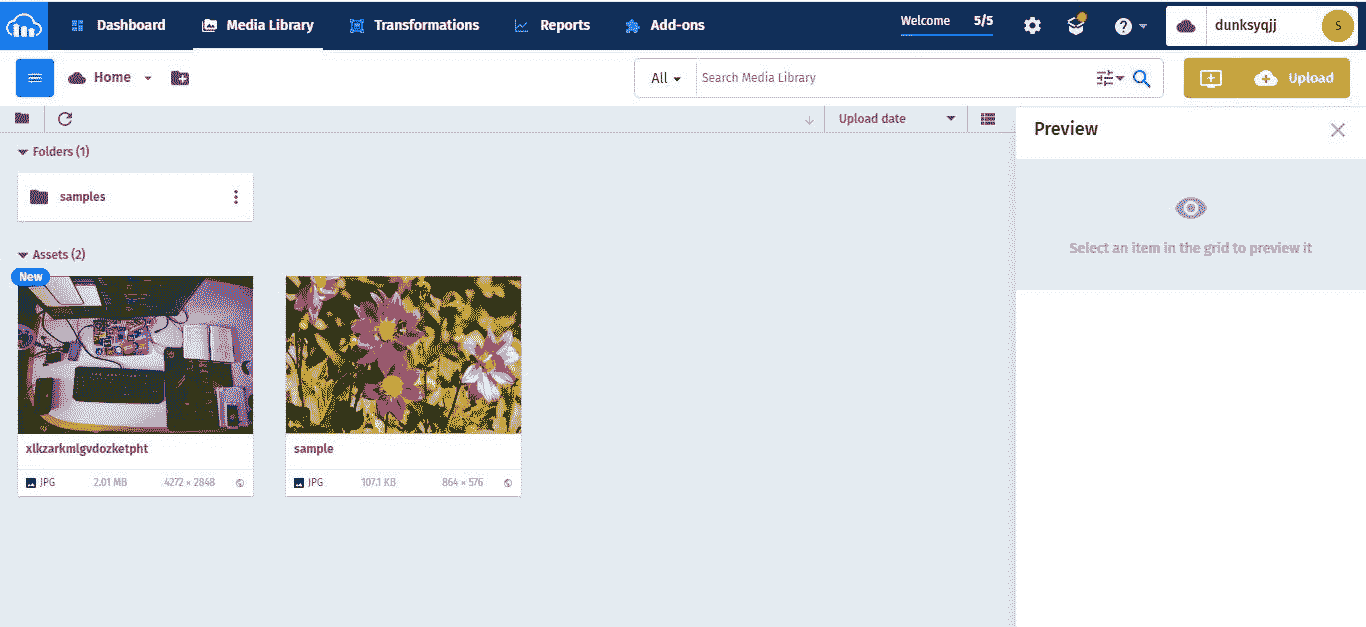 Dashboard Media Library Transformations Reports Add-ons Welcome 5/5 dunksyqjj S
Home All Search Media Library Upload
Upload date Preview
Folders (1)
samples
Select an item in the grid to preview it
Assets (2)
New
xlkzarkmlgvdozketpht sample
JPG 2.01 MB 4272 × 2848 JPG 107.1 KB 864 × 576